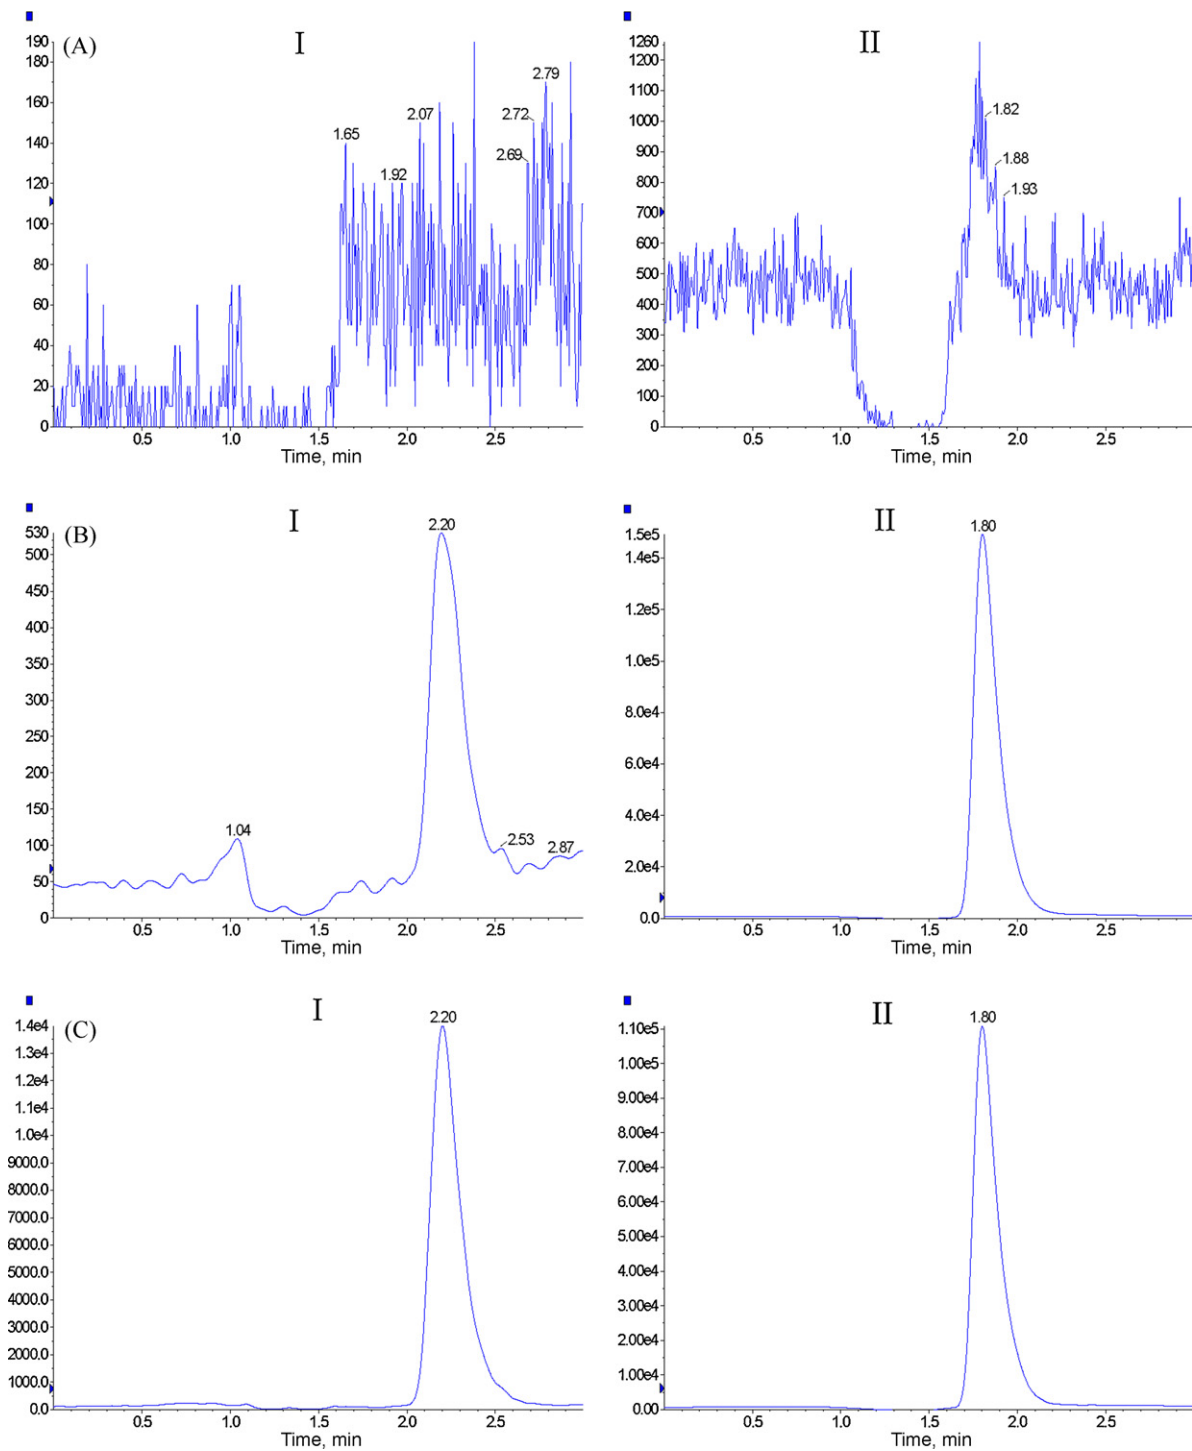 (A)
I
190
180
160
140
120
100
80
60
40
20
0
1.65
1.92
2.07
2.69
2.72
2.79
0.5 1.0 1.5 2.0 2.5
Time, min
II
1260
1200
1100
1000
900
800
700
600
500
400
300
200
100
0
1.82
1.88
1.93
0.5 1.0 1.5 2.0 2.5
Time, min
(B)
I
530
500
450
400
350
300
250
200
150
100
50
0
1.04
2.20
2.53
2.87
0.5 1.0 1.5 2.0 2.5
Time, min
II
1.5e5
1.4e5
1.2e5
1.0e5
8.0e4
6.0e4
4.0e4
2.0e4
0.0
1.80
0.5 1.0 1.5 2.0 2.5
Time, min
(C)
I
1.4e4
1.3e4
1.2e4
1.1e4
1.0e4
9000.0
8000.0
7000.0
6000.0
5000.0
4000.0
3000.0
2000.0
1000.0
0.0
2.20
0.5 1.0 1.5 2.0 2.5
Time, min
II
1.10e5
1.00e5
9.00e4
8.00e4
7.00e4
6.00e4
5.00e4
4.00e4
3.00e4
2.00e4
1.00e4
0.00
1.80
0.5 1.0 1.5 2.0 2.5
Time, min